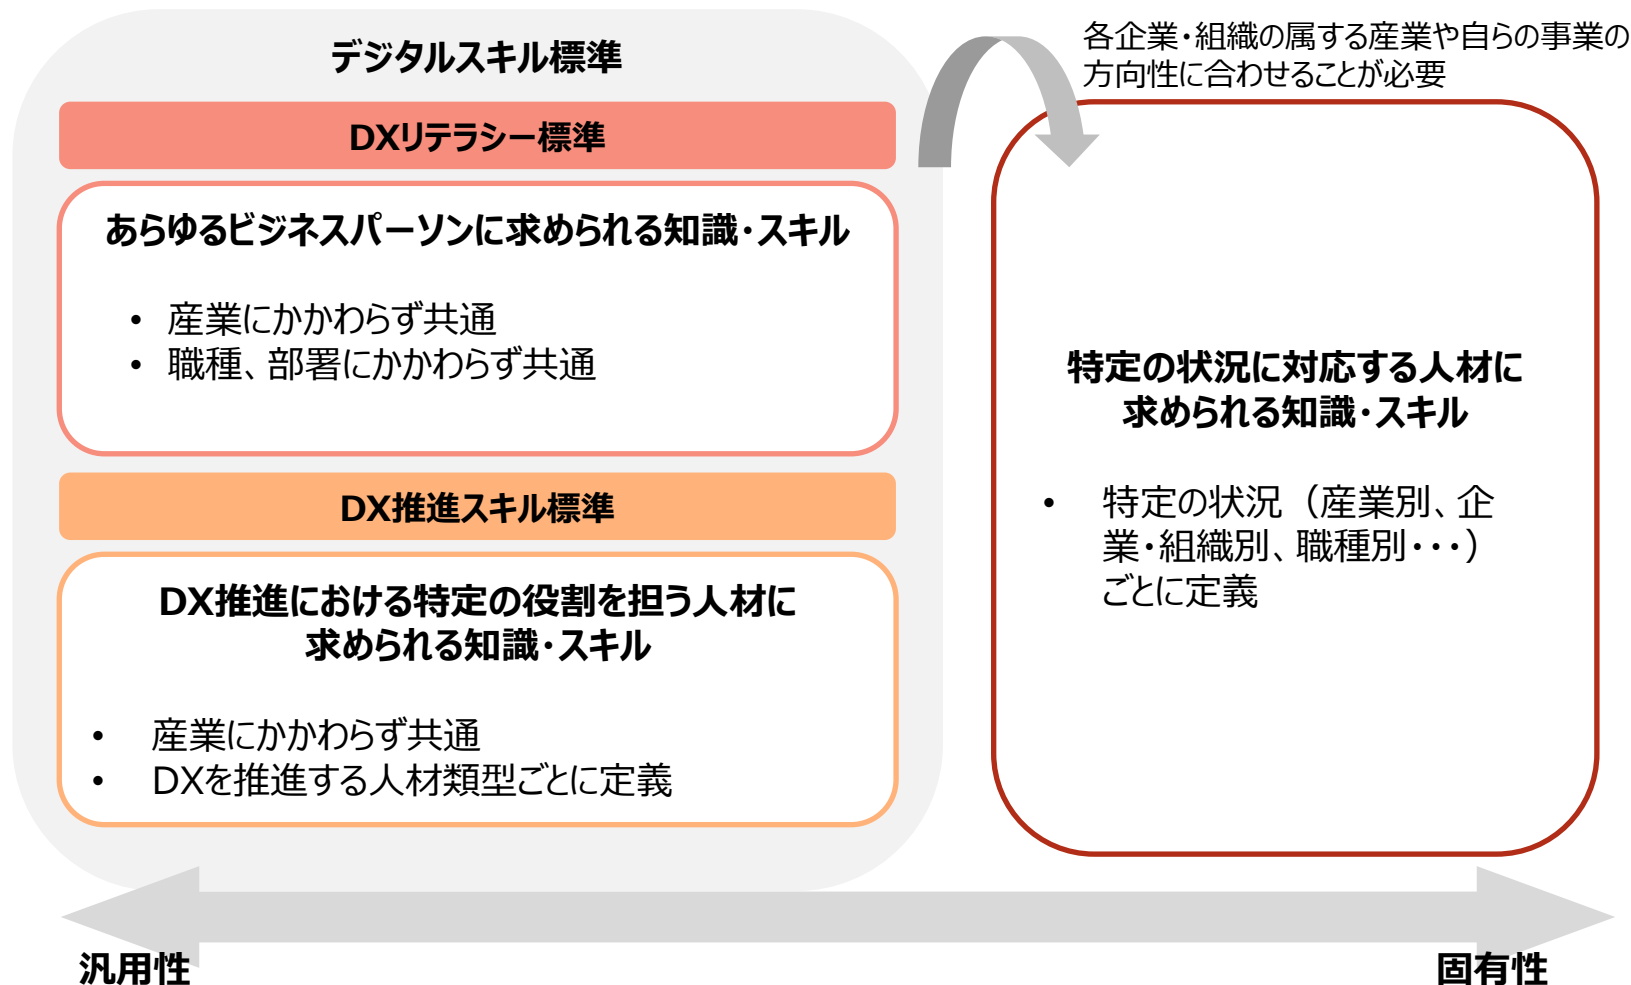 デジタルスキル標準
DXリテラシー標準
あらゆるビジネスパーソンに求められる知識・スキル
• 産業にかかわらず共通
• 職種、部署にかかわらず共通
DX推進スキル標準
DX推進における特定の役割を担う人材に
求められる知識・スキル
• 産業にかかわらず共通
• DXを推進する人材類型ごとに定義
各企業・組織の属する産業や自らの事業の
方向性に合わせることが必要
特定の状況に対応する人材に
求められる知識・スキル
• 特定の状況（産業別、企
業・組織別、職種別・・・）
ごとに定義
汎用性
固有性